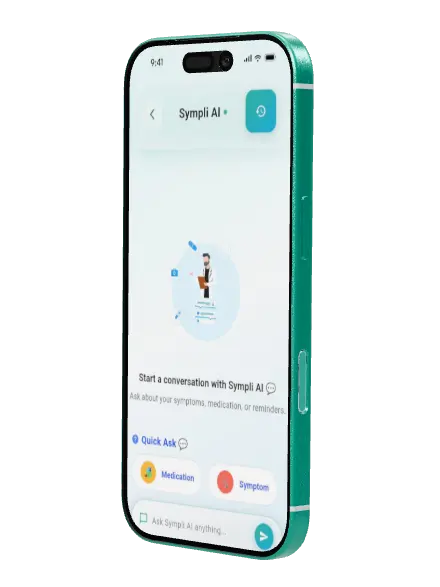 9:41
Sympli AI
Start a conversation with Sympli AI 💬
Ask about your symptoms, medication, or reminders.
Quick Ask 💬
Medication
Symptom
Ask Sympli AI anything...